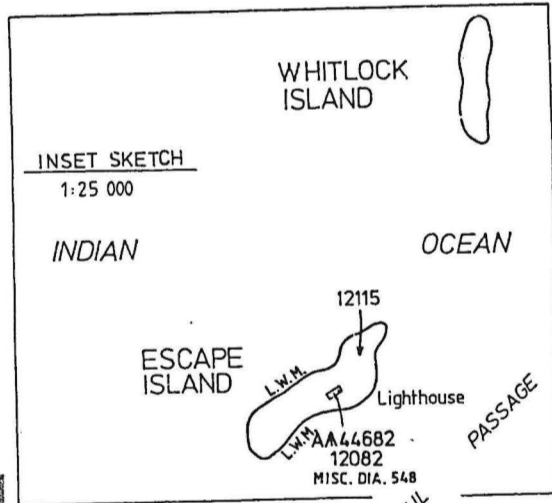 WHITLOCK
ISLAND
INSET SKETCH
1:25 000
INDIAN
OCEAN
12115
ESCAPE
ISLAND
L.W.M.
Lighthouse
L.W.M.
AA44682
12082
MISC. DIA. 548
PASSAGE